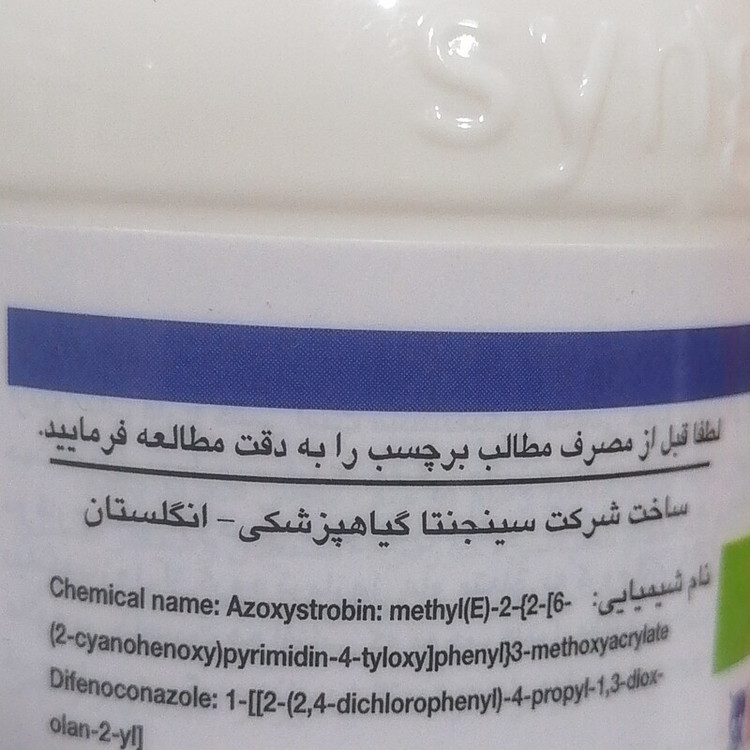 syn
لطفا قبل از مصرف مطالب برچسب را به دقت مطالعه فرمایید.
ساخت شرکت سینجنتا گیاهپزشکی - انگلستان
نام شیمیایی: Chemical name: Azoxystrobin: methyl(E)-2-{2-[6-
(2-cyanohenoxy)pyrimidin-4-tyloxy]phenyl}3-methoxyacrylate
Difenoconazole: 1-[[2-(2,4-dichlorophenyl)-4-propyl-1,3-diox-
olan-2-yl]